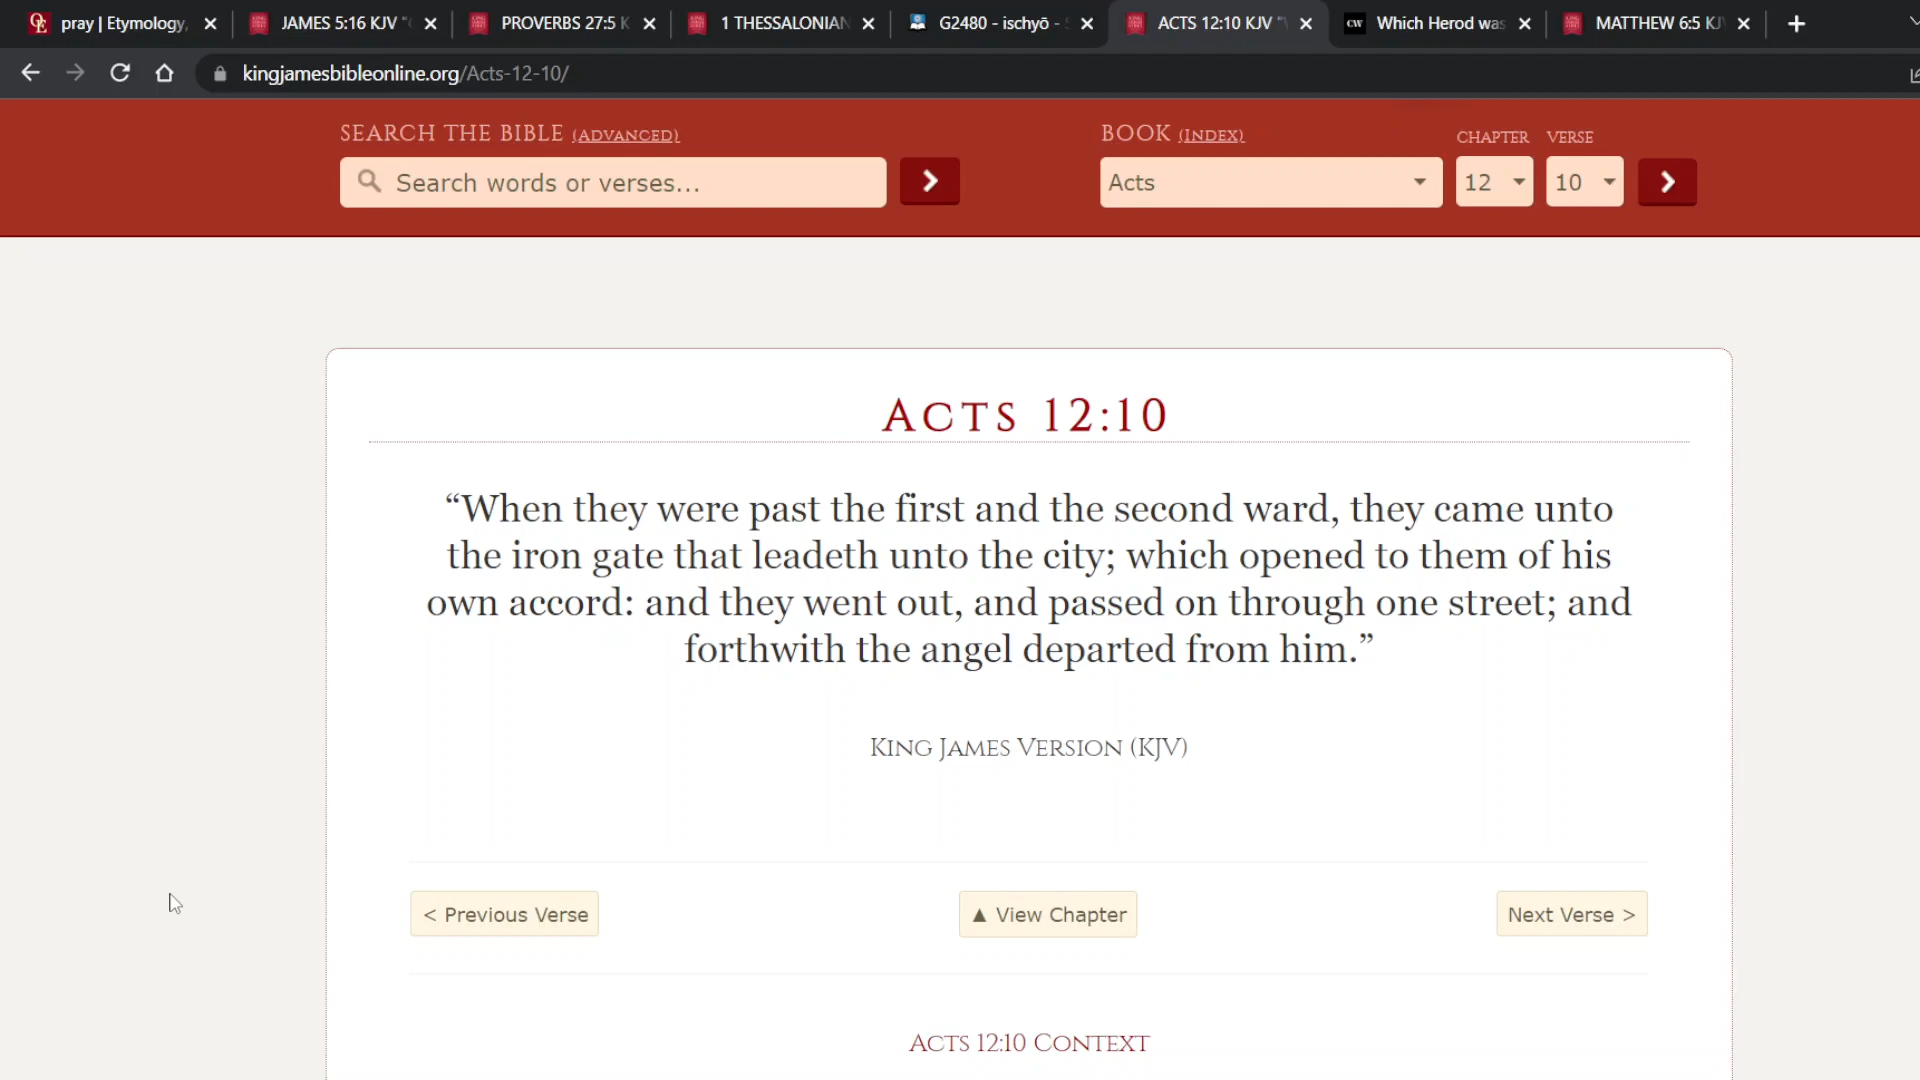 pray | Etymology,
JAMES 5:16 KJV "
PROVERBS 27:5 K
1 THESSALONIAN
G2480 - ischyō -
ACTS 12:10 KJV "
Which Herod was
MATTHEW 6:5 KJ
kingjamesbibleonline.org/Acts-12-10/
SEARCH THE BIBLE (ADVANCED)
BOOK (INDEX)
CHAPTER
VERSE
Search words or verses...
Acts
12
10
ACTS 12:10
“When they were past the first and the second ward, they came unto
the iron gate that leadeth unto the city; which opened to them of his
own accord: and they went out, and passed on through one street; and
forthwith the angel departed from him.”
KING JAMES VERSION (KJV)
< Previous Verse
▲ View Chapter
Next Verse >
ACTS 12:10 CONTEXT